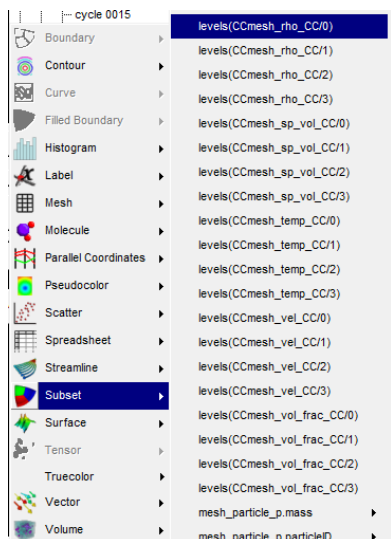 cycle 0015
Boundary
Contour
Curve
Filled Boundary
Histogram
Label
Mesh
Molecule
Parallel Coordinates
Pseudocolor
Scatter
Spreadsheet
Streamline
Subset
Surface
Tensor
Truecolor
Vector
Volume
levels(CCmesh_rho_CC/0)
levels(CCmesh_rho_CC/1)
levels(CCmesh_rho_CC/2)
levels(CCmesh_rho_CC/3)
levels(CCmesh_sp_vol_CC/0)
levels(CCmesh_sp_vol_CC/1)
levels(CCmesh_sp_vol_CC/2)
levels(CCmesh_sp_vol_CC/3)
levels(CCmesh_temp_CC/0)
levels(CCmesh_temp_CC/1)
levels(CCmesh_temp_CC/2)
levels(CCmesh_temp_CC/3)
levels(CCmesh_vel_CC/0)
levels(CCmesh_vel_CC/1)
levels(CCmesh_vel_CC/2)
levels(CCmesh_vel_CC/3)
levels(CCmesh_vol_frac_CC/0)
levels(CCmesh_vol_frac_CC/1)
levels(CCmesh_vol_frac_CC/2)
levels(CCmesh_vol_frac_CC/3)
mesh_particle_p.mass
mesh_particle_p.particleID